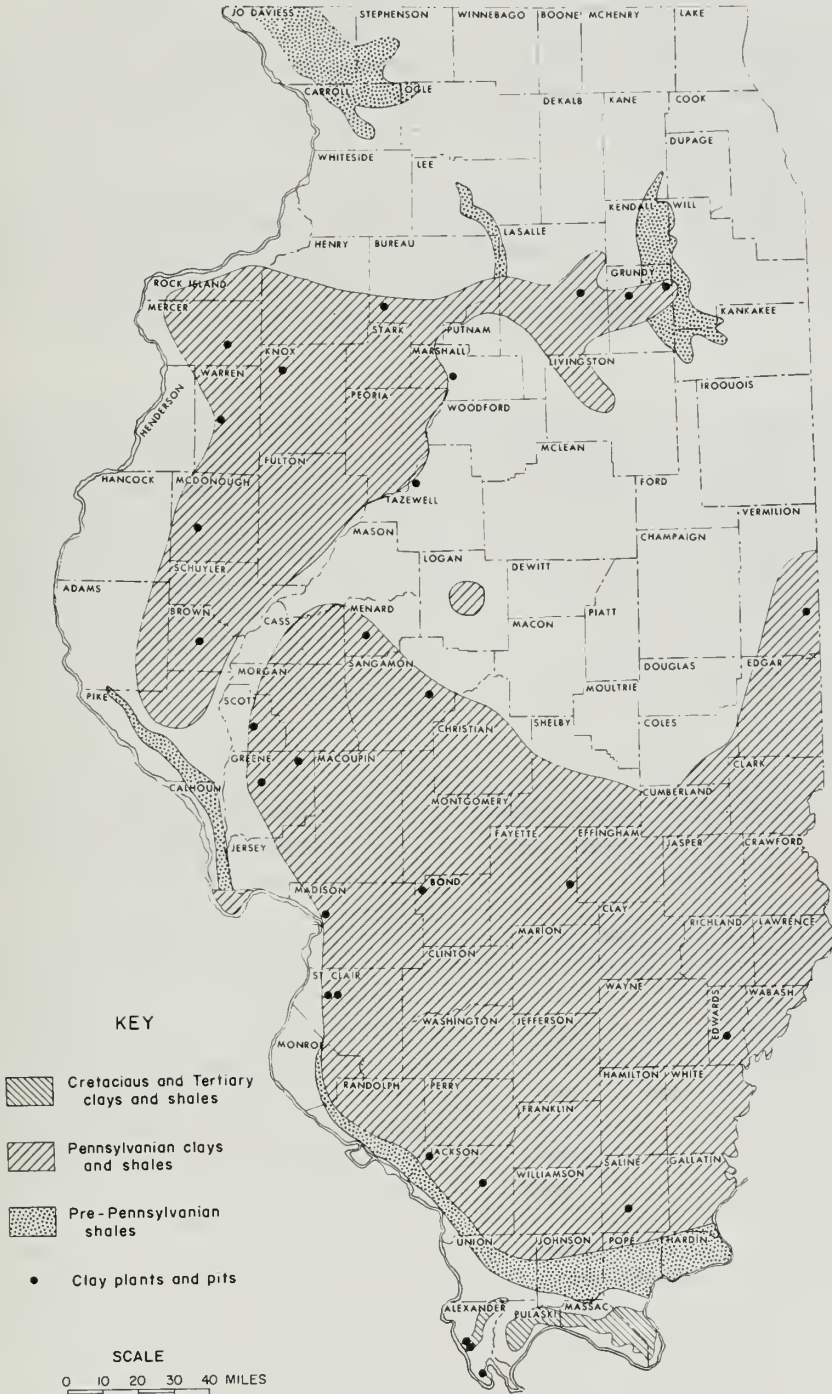 JO DAVIESS
STEPHENSON
WINNEBAGO
BOONE
MCHENRY
LAKE
CARROLL
OGLE
DEKALB
KANE
COOK
DUPAGE
WHITESIDE
LEE
KENDALL
WILL
LASALLE
HENRY
BUREAU
GRUNDY
ROCK ISLAND
MERCER
KANKAKEE
STARK
PUTNAM
KNOX
MARSHALL
LIVINGSTON
WARREN
IROQUOIS
PEORIA
WOODFORD
HENDERSON
MCLEAN
FULTON
HANCOCK
MCDONOUGH
FORD
TAZEWELL
VERMILION
MASON
CHAMPAIGN
LOGAN
DEWITT
SCHUYLER
ADAMS
BROWN
CASS
MENARD
PIATT
MACON
MORGAN
SANGAMON
DOUGLAS
EDGAR
PIKE
SCOTT
MOULTRIE
SHELBY
COLES
CHRISTIAN
GREENE
MACOUPIN
CLARK
CALHOUN
CUMBERLAND
MONTGOMERY
FAYETTE
EFFINGHAM
JASPER
CRAWFORD
JERSEY
BOND
MADISON
CLAY
RICHLAND
LAWRENCE
MARION
CLINTON
ST. CLAIR
WAYNE
EDWARDS
WABASH
WASHINGTON
JEFFERSON
MONROE
RANDOLPH
PERRY
HAMILTON
WHITE
FRANKLIN
JACKSON
WILLIAMSON
SALINE
GALLATIN
UNION
JOHNSON
POPE
HARDIN
ALEXANDER
PULASKI
MASSAC
KEY
Cretacious and Tertiary
clays and shales
Pennsylvanian clays
and shales
Pre-Pennsylvanian
shales
Clay plants and pits
SCALE
0 10 20 30 40 MILES